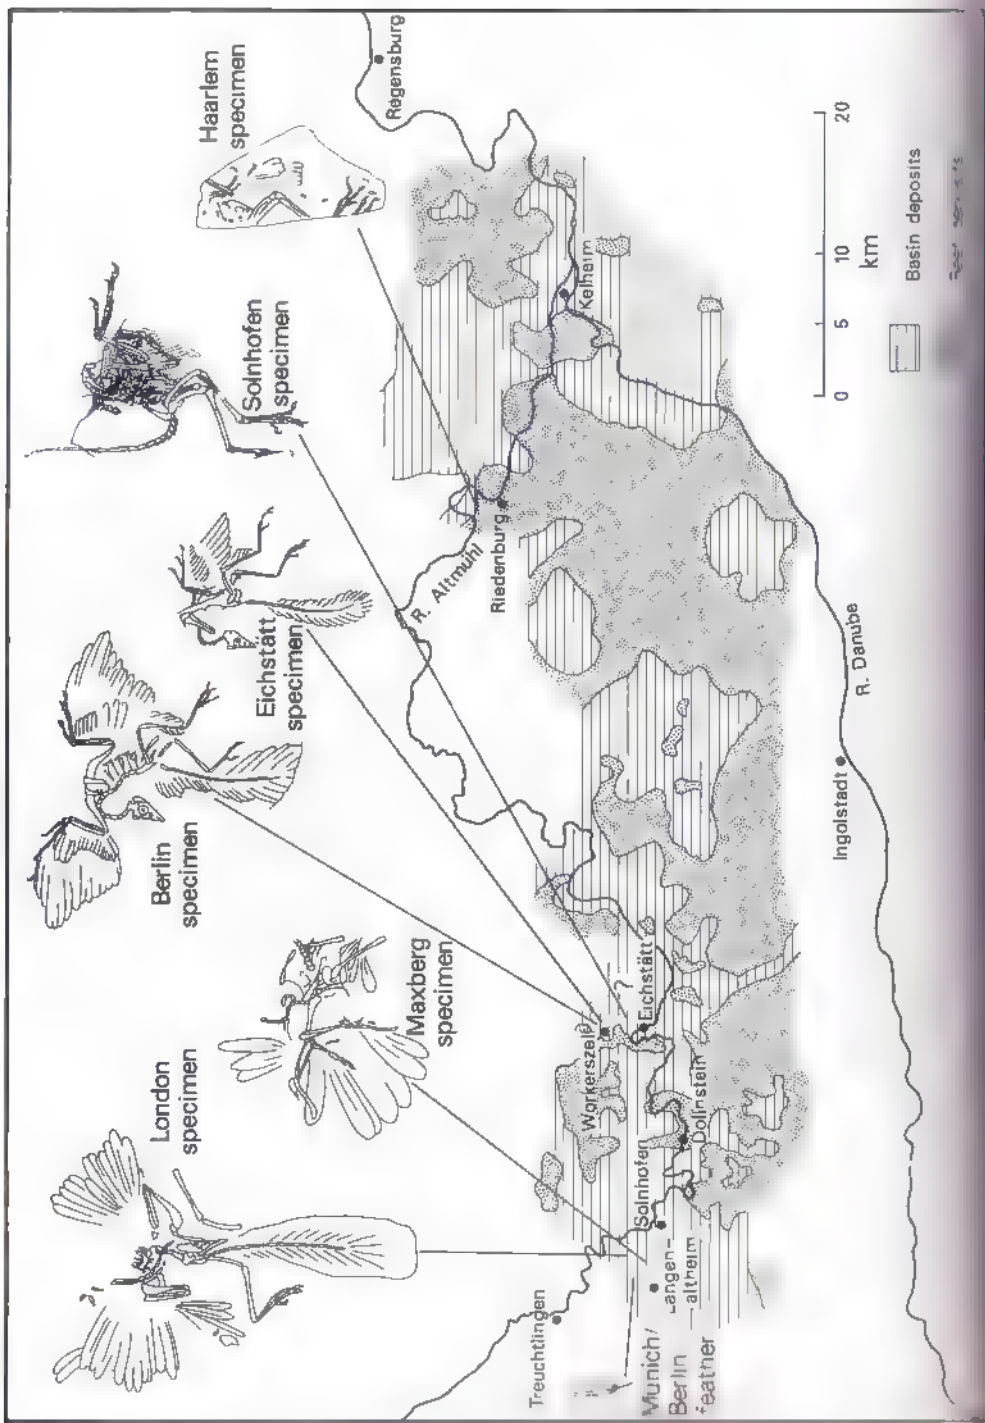 London
specimen
Maxberg
specimen
Berlin
specimen
Eichstätt
specimen
Solnhofen
specimen
Haarlem
specimen
Treuchtlingen
Munich/
Berlin
feather
Langen-
altheim
Solnhofen
Workerszell
Dollnstein
?
Eichstätt
R. Altmühl
Riedenburg
Kelheim
Regensburg
Ingolstadt
R. Danube
0 5 10 20
km
Basin deposits